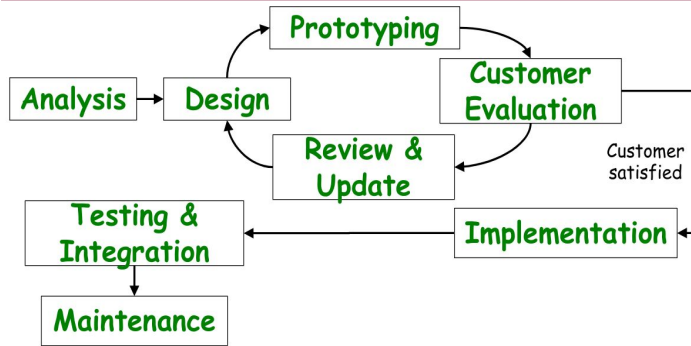 Prototyping
Customer
Evaluation
Analysis
Design
Review &
Update
Customer
satisfied
Testing &
Integration
Implementation
Maintenance